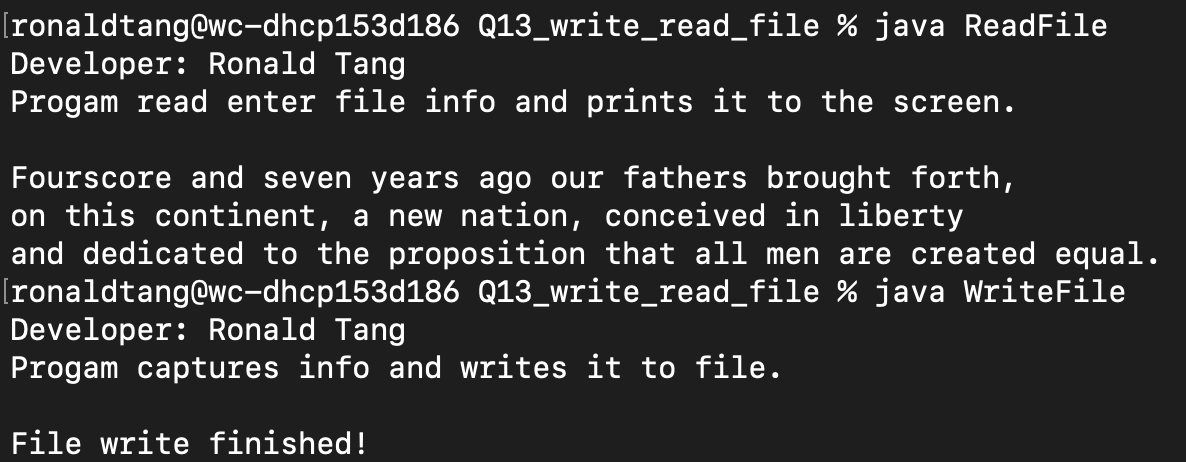 [ronaldtang@wc-dhcp153d186 Q13_write_read_file % java ReadFile
Developer: Ronald Tang
Progam read enter file info and prints it to the screen.
Fourscore and seven years ago our fathers brought forth,
on this continent, a new nation, conceived in liberty
and dedicated to the proposition that all men are created equal.
[ronaldtang@wc-dhcp153d186 Q13_write_read_file % java WriteFile
Developer: Ronald Tang
Progam captures info and writes it to file.
File write finished!